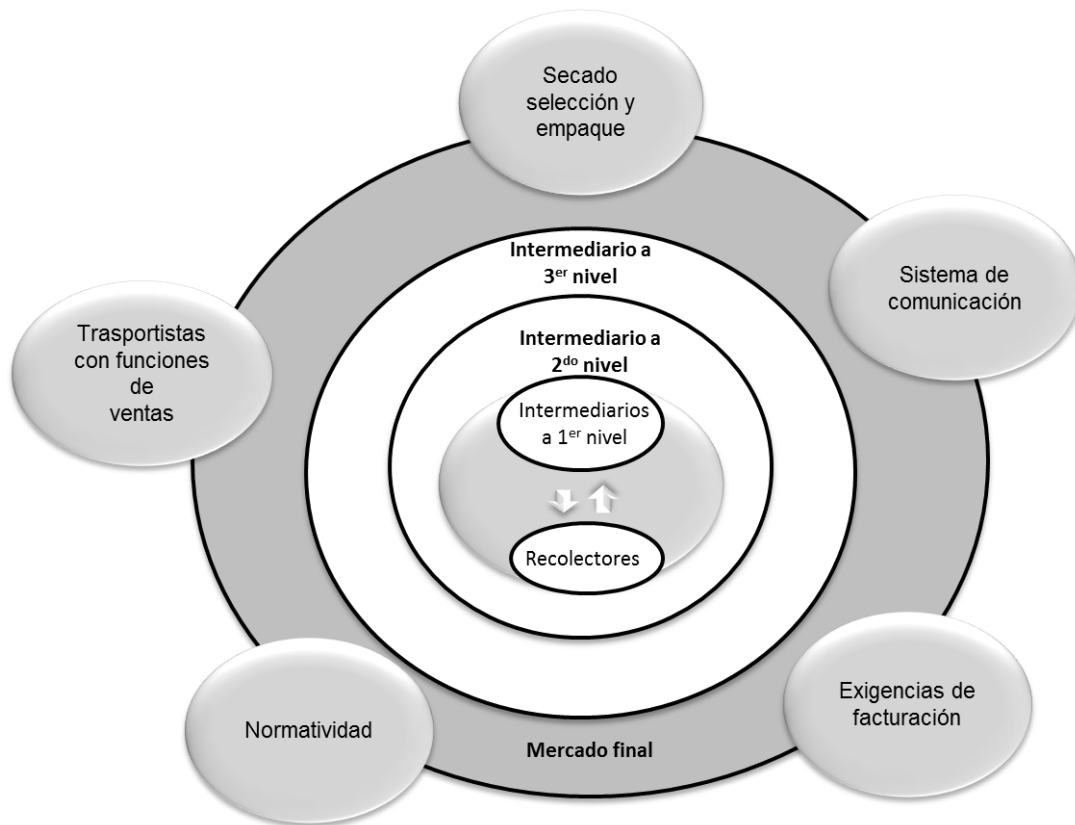 Secado
selección y
empaque
Intermediario a
3er nivel
Sistema de
comunicación
Trasportistas
con funciones
de
ventas
Intermediario a
2do nivel
Intermediarios
a 1er nivel
Recolectores
Exigencias de
facturación
Normatividad
Mercado final